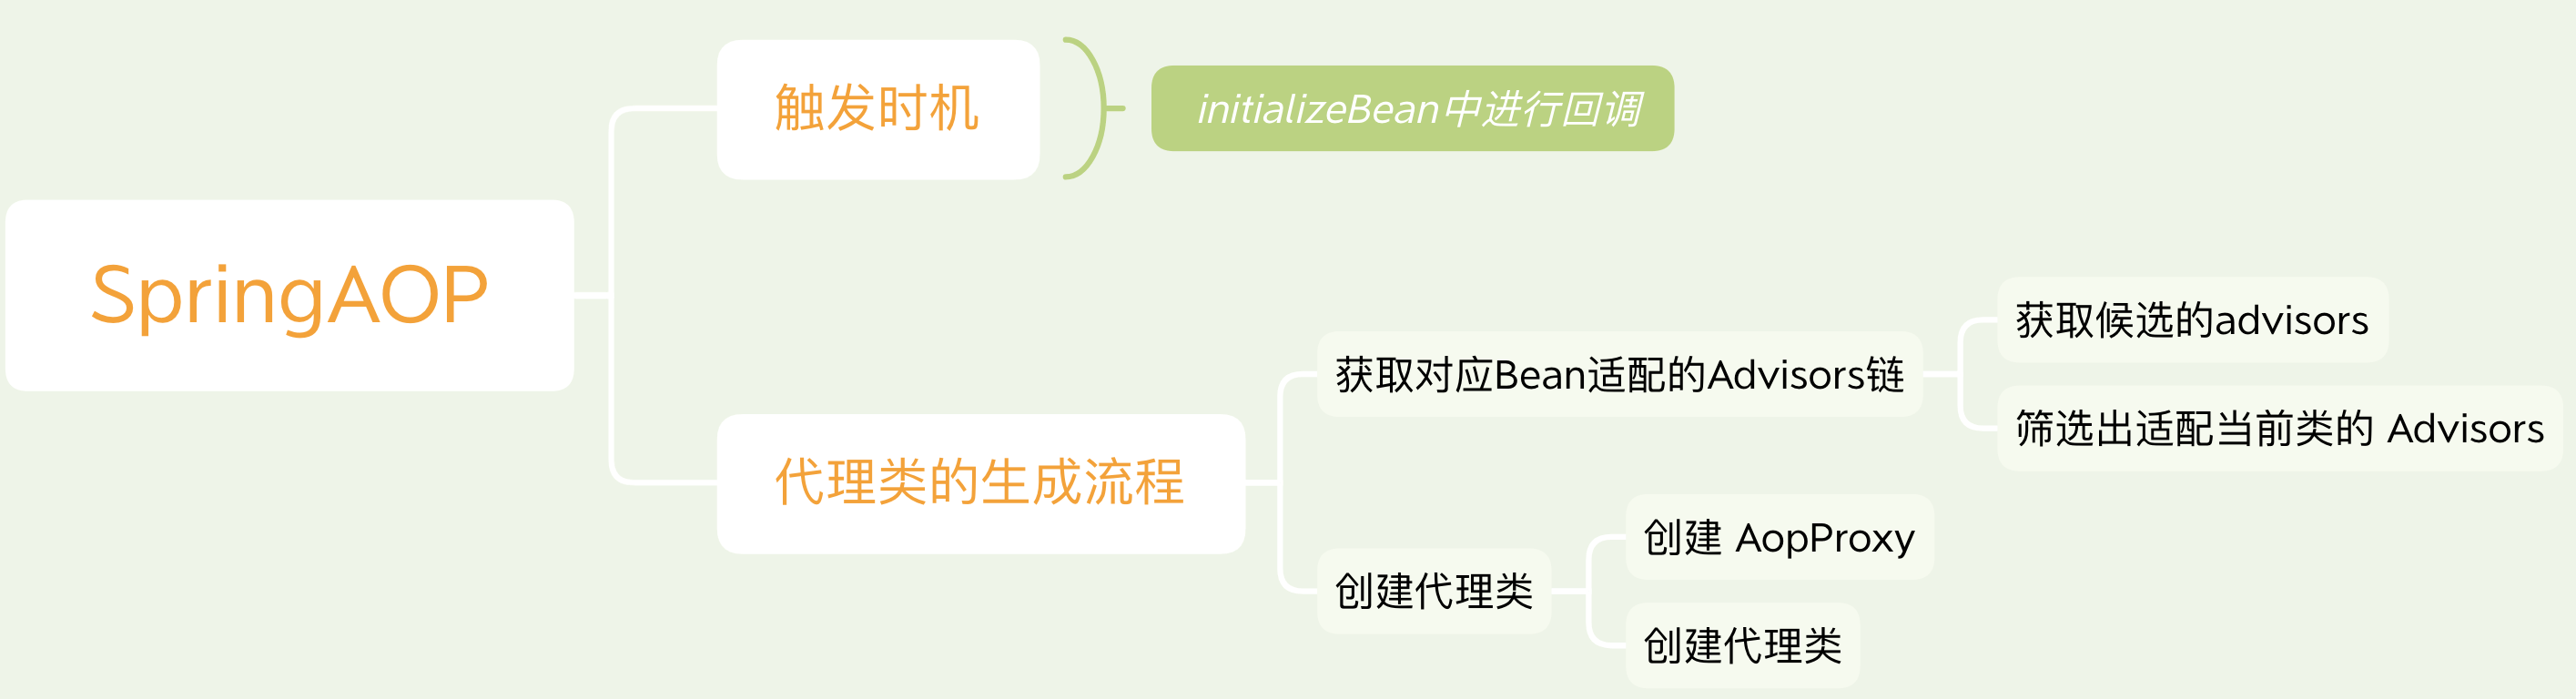 SpringAOP
触发时机
initializeBean中进行回调
代理类的生成流程
获取对应Bean适配的Advisors链
获取候选的advisors
筛选出适配当前类的 Advisors
创建代理类
创建 AopProxy
创建代理类